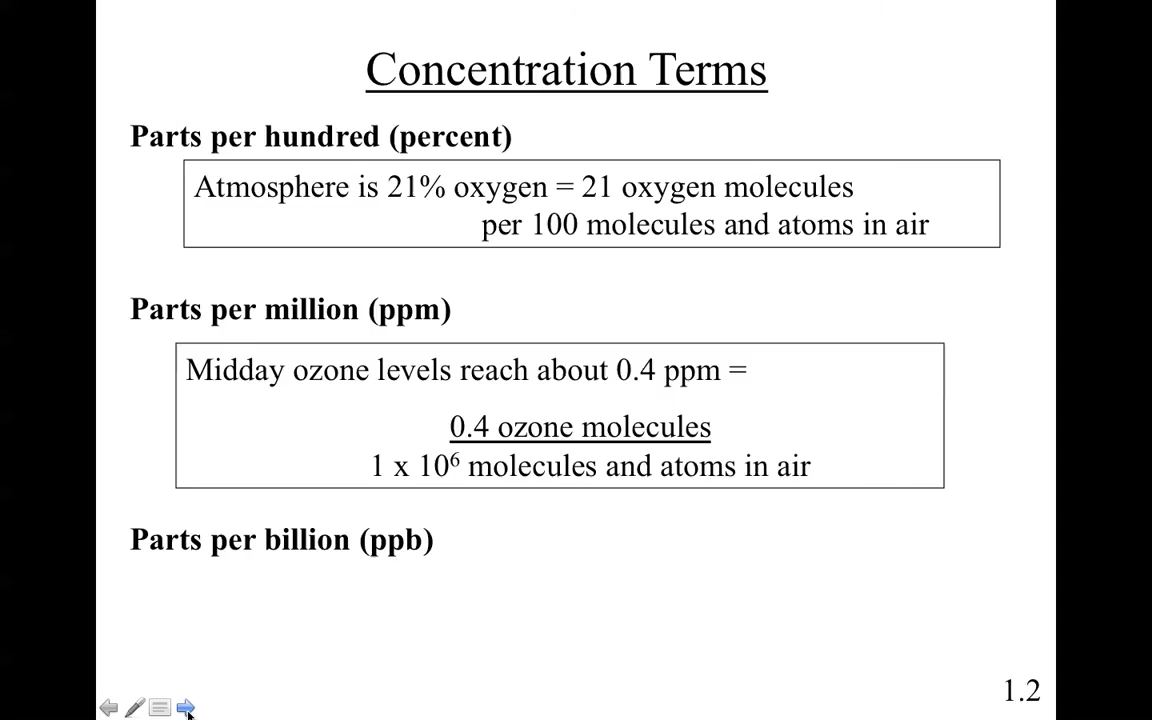 Concentration Terms
Parts per hundred (percent)
Atmosphere is 21% oxygen = 21 oxygen molecules
per 100 molecules and atoms in air
Parts per million (ppm)
Midday ozone levels reach about 0.4 ppm =
0.4 ozone molecules
1 x 10⁶ molecules and atoms in air
Parts per billion (ppb)
1.2